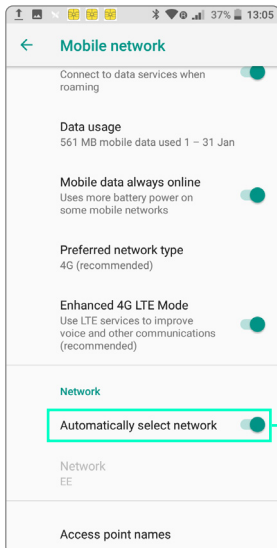 37% 13:05
Mobile network
Connect to data services when
roaming
Data usage
561 MB mobile data used 1 – 31 Jan
Mobile data always online
Uses more battery power on
some mobile networks
Preferred network type
4G (recommended)
Enhanced 4G LTE Mode
Use LTE services to improve
voice and other communications
(recommended)
Network
Automatically select network
Network
EE
Access point names